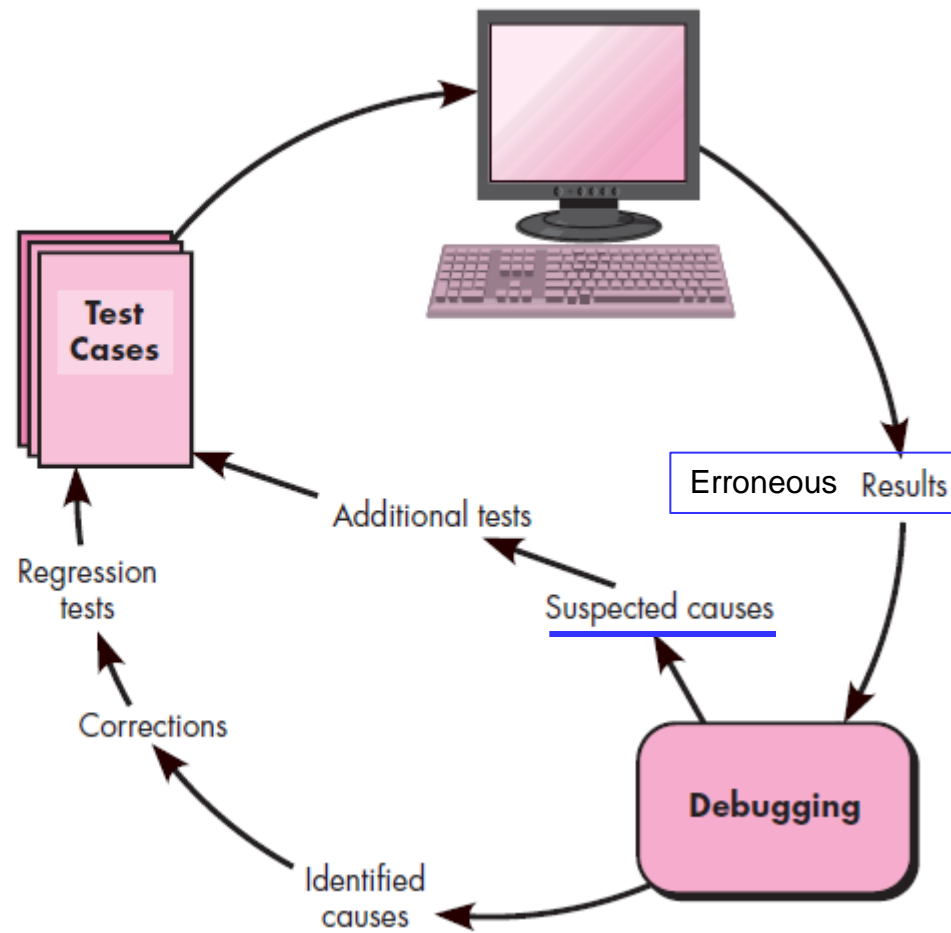 Test
Cases
Erroneous Results
Additional tests
Regression
tests
Suspected causes
Corrections
Debugging
Identified
causes